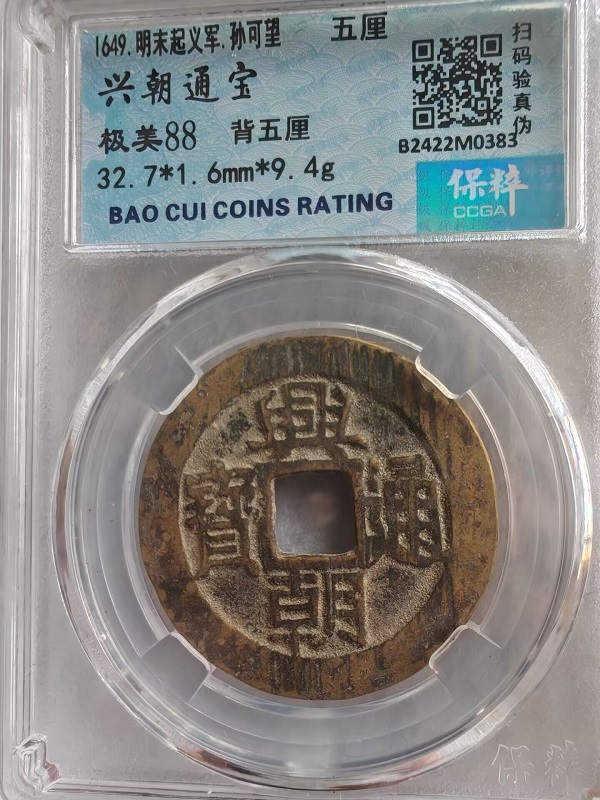 1649.明末起义军.孙可望 五厘
兴朝通宝
极美88 背五厘
32.7*1.6mm*9.4g
BAO CUI COINS RATING
扫码验真伪
B2422M0383
保粹
CCGA
興朝通寶
保粹